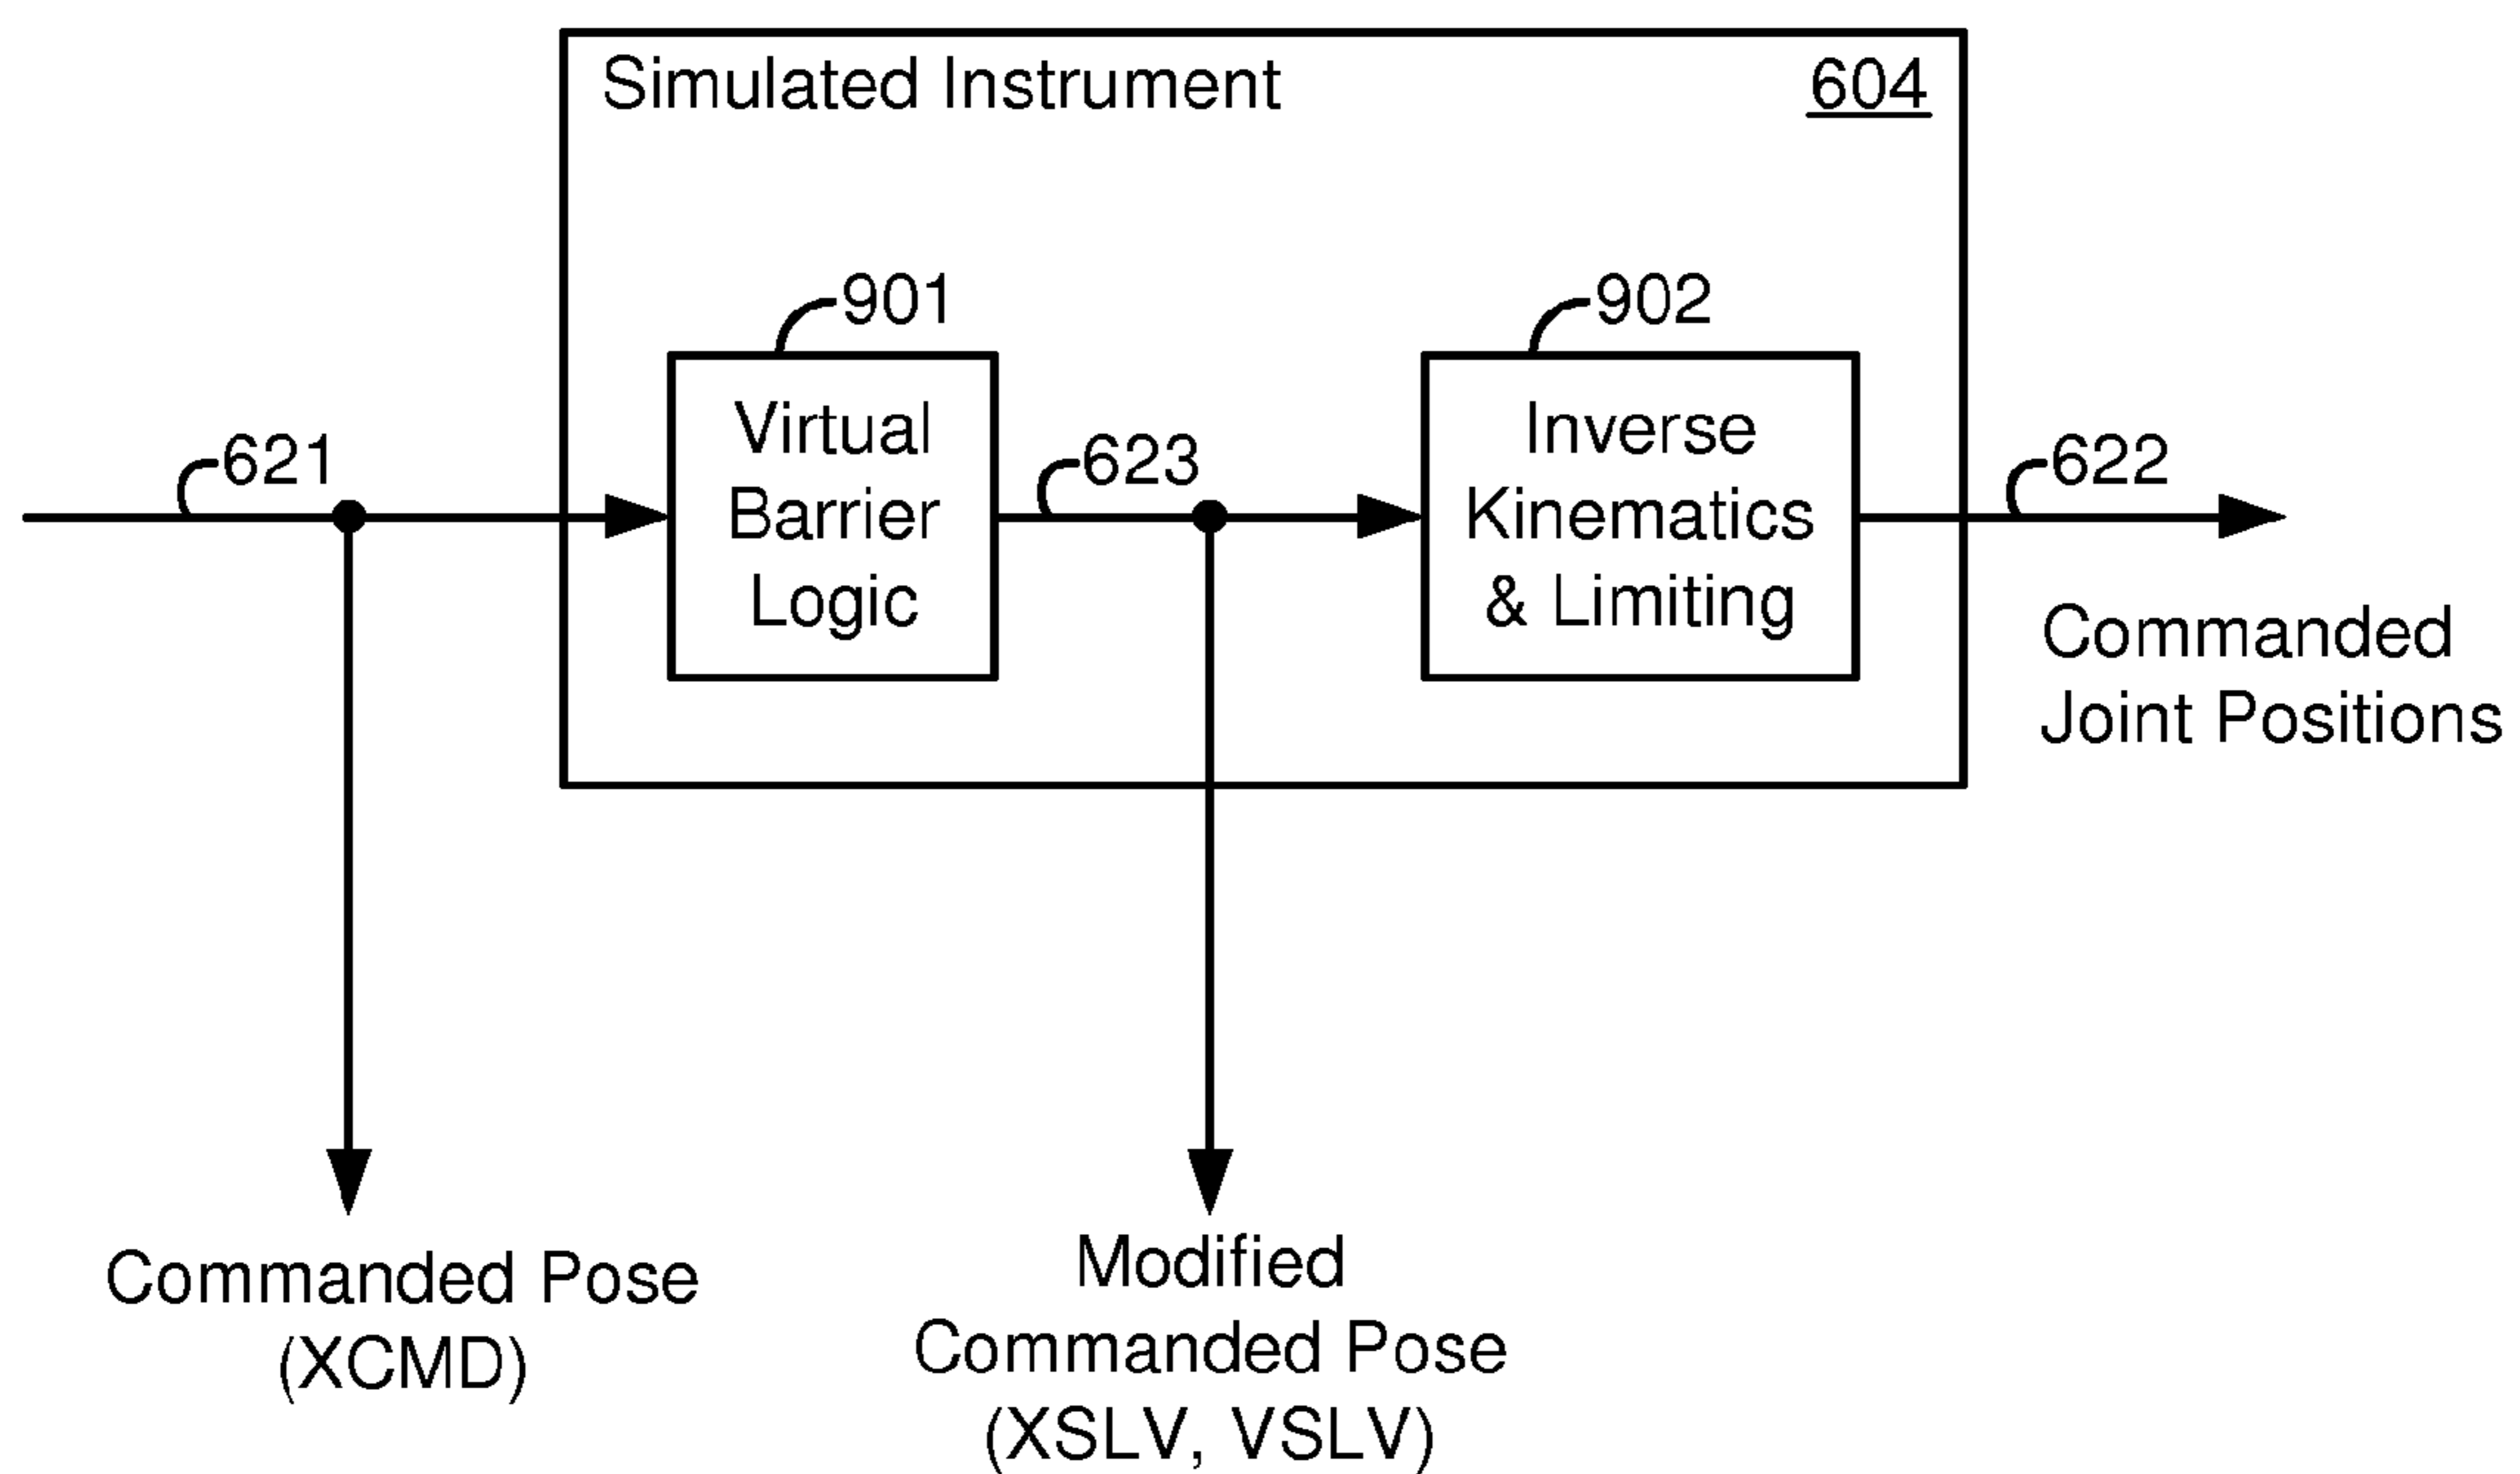 Simulated Instrument
604
901
902
Virtual
Barrier
Logic
Inverse
Kinematics
& Limiting
621
623
622
Commanded
Joint Positions
Commanded Pose
(XCMD)
Modified
Commanded Pose
(XSLV, VSLV)